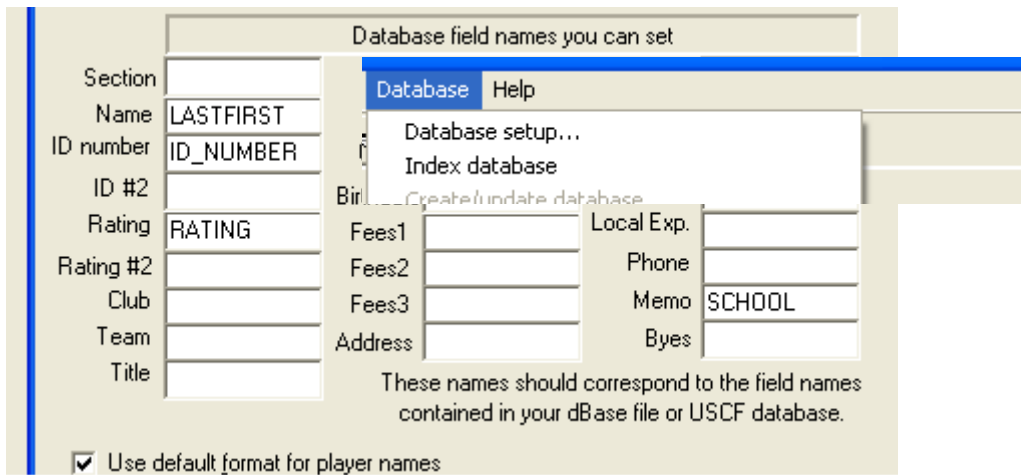 Database field names you can set
Section
Database Help
Name LASTFIRST
Database setup...
ID number ID_NUMBER
Index database
ID #2
Create/update database
Rating RATING
Fees1
Local Exp.
Rating #2
Fees2
Phone
Club
Fees3
Memo SCHOOL
Team
Address
Byes
Title
These names should correspond to the field names
contained in your dBase file or USCF database.
Use default format for player names